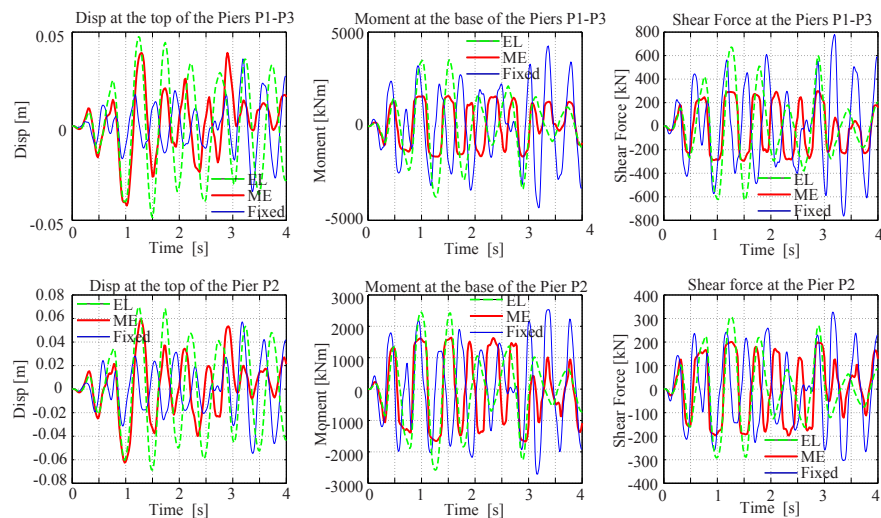 Disp at the top of the Piers P1-P3
0.05
0
-0.05
Disp [m]
EL
ME
Fixed
0 1 2 3 4
Time [s]
Moment at the base of the Piers P1-P3
5000
0
-5000
Moment [kNm]
EL
ME
Fixed
0 1 2 3 4
Time [s]
Shear Force at the Piers P1-P3
800
600
400
200
0
-200
-400
-600
-800
Shear Force [kN]
EL
ME
Fixed
0 1 2 3 4
Time [s]
Disp at the top of the Pier P2
0.08
0.06
0.04
0.02
0
-0.02
-0.04
-0.06
-0.08
Disp [m]
EL
ME
Fixed
0 1 2 3 4
Time [s]
Moment at the base of the Pier P2
3000
2000
1000
0
-1000
-2000
-3000
Moment [kNm]
EL
ME
Fixed
0 1 2 3 4
Time [s]
Shear force at the Pier P2
400
300
200
100
0
-100
-200
-300
-400
Shear Force [kN]
EL
ME
Fixed
0 1 2 3 4
Time [s]